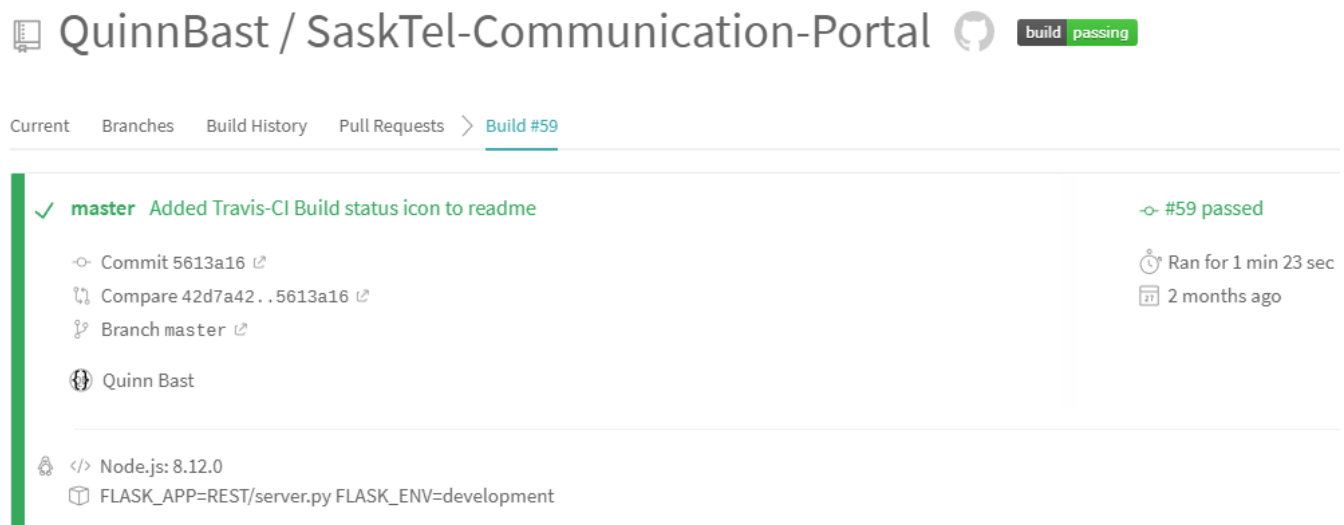 QuinnBast / SaskTel-Communication-Portal build passing
Current Branches Build History Pull Requests Build #59
master Added Travis-CI Build status icon to readme
#59 passed
Commit 5613a16
Ran for 1 min 23 sec
Compare 42d7a42..5613a16
2 months ago
Branch master
Quinn Bast
Node.js: 8.12.0
FLASK_APP=REST/server.py FLASK_ENV=development